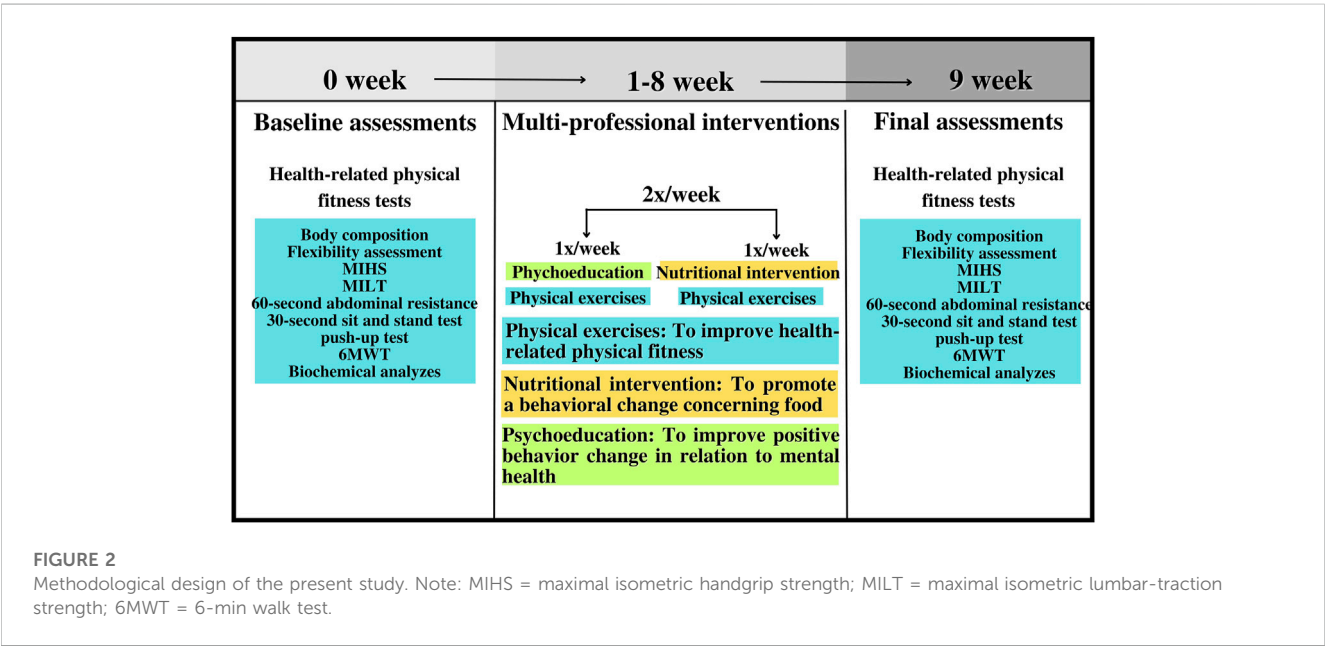 0 week
1-8 week
9 week
Baseline assessments
Multi-professional interventions
Final assessments
Health-related physical
fitness tests
Body composition
Flexibility assessment
MIHS
MILT
60-second abdominal resistance
30-second sit and stand test
push-up test
6MWT
Biochemical analyzes
2x/week
1x/week
1x/week
Phychoeducation
Nutritional intervention
Physical exercises
Physical exercises
Physical exercises: To improve health-
related physical fitness
Nutritional intervention: To promote
a behavioral change concerning food
Psychoeducation: To improve positive
behavior change in relation to mental
health
Health-related physical
fitness tests
Body composition
Flexibility assessment
MIHS
MILT
60-second abdominal resistance
30-second sit and stand test
push-up test
6MWT
Biochemical analyzes
FIGURE 2
Methodological design of the present study. Note: MIHS = maximal isometric handgrip strength; MILT = maximal isometric lumbar-traction
strength; 6MWT = 6-min walk test.